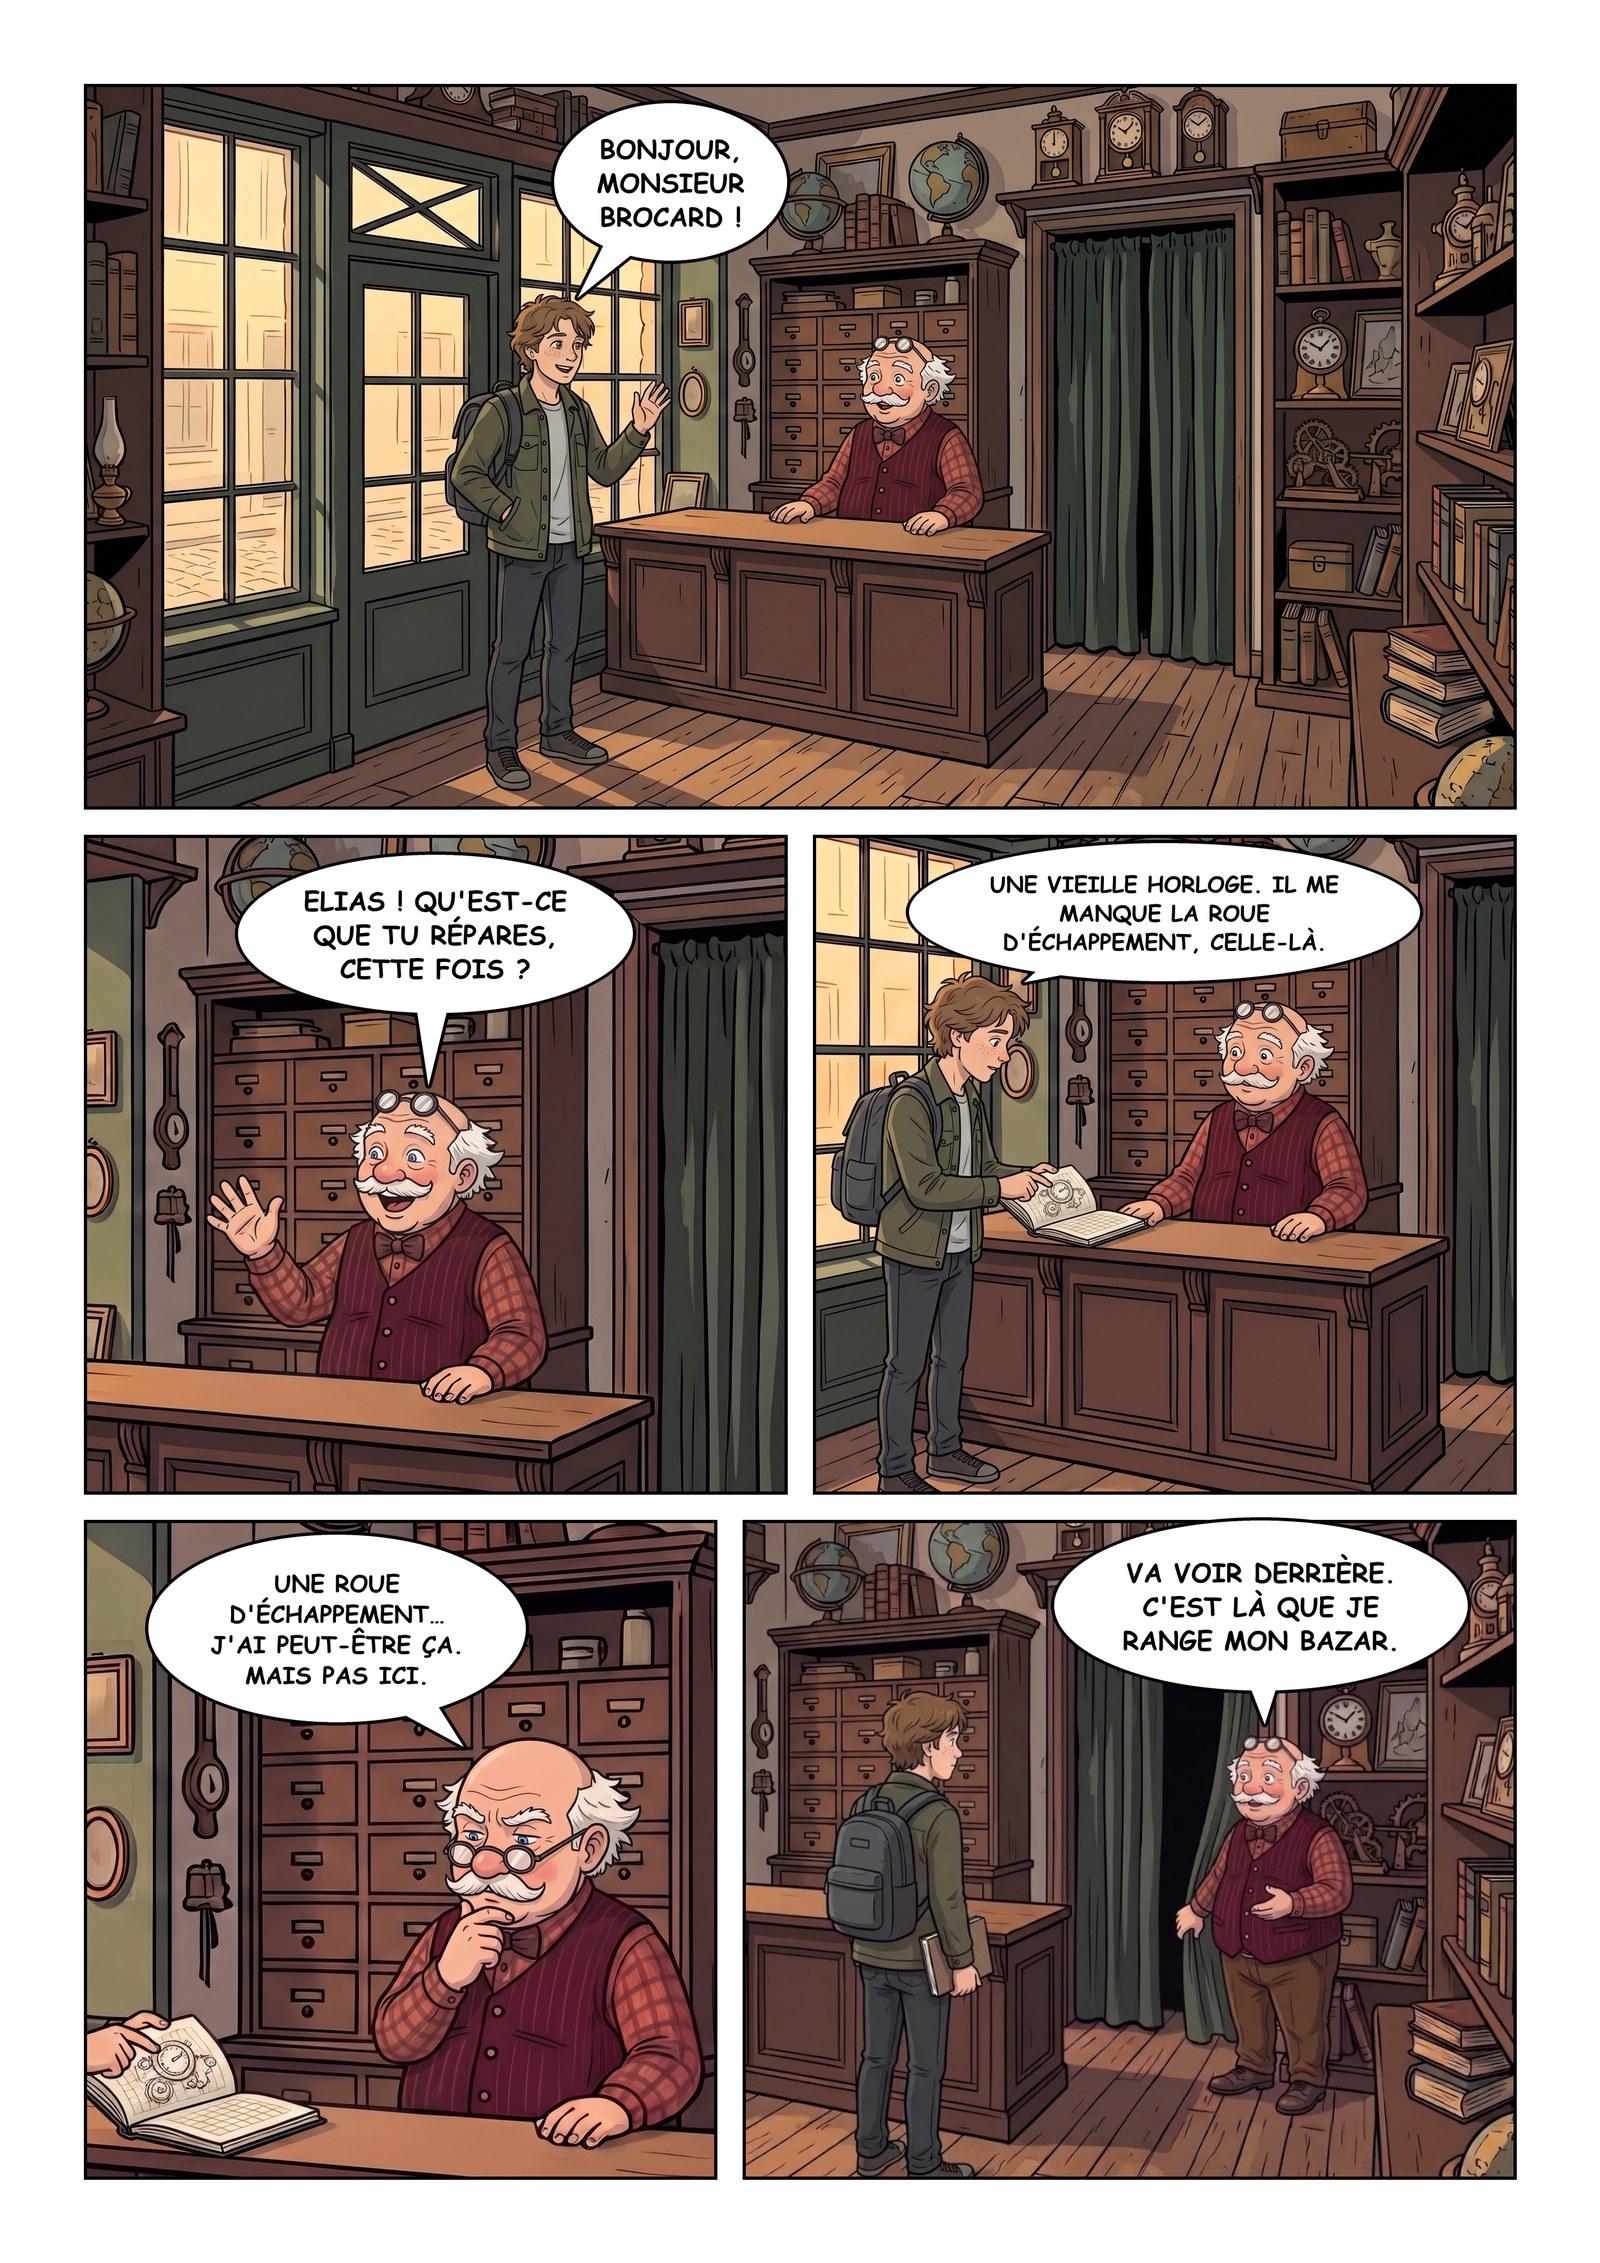 BONJOUR,
MONSIEUR
BROCARD !
ELIAS ! QU'EST-CE
QUE TU RÉPARES,
CETTE FOIS ?
UNE VIEILLE HORLOGE. IL ME
MANQUE LA ROUE
D'ÉCHAPPEMENT, CELLE-LÀ.
UNE ROUE
D'ÉCHAPPEMENT...
J'AI PEUT-ÊTRE ÇA.
MAIS PAS ICI.
VA VOIR DERRIÈRE.
C'EST LÀ QUE JE
RANGE MON BAZAR.